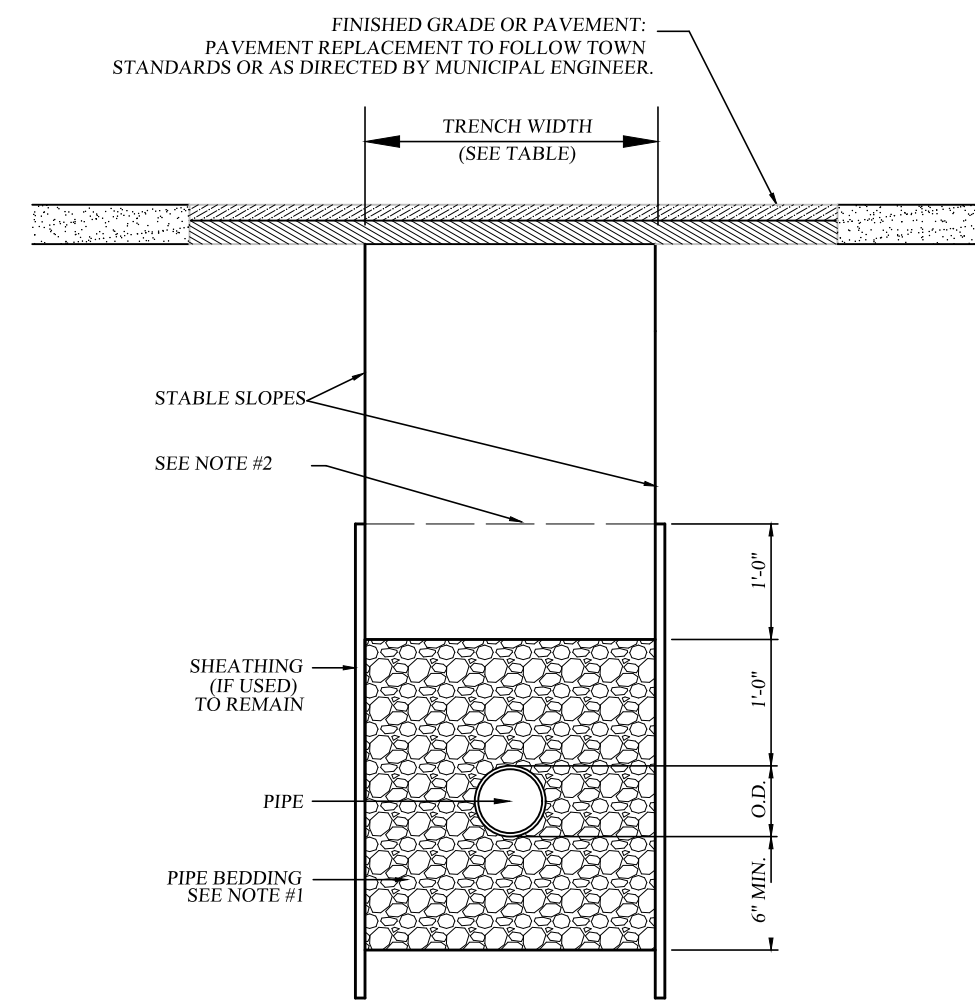 FINISHED GRADE OR PAVEMENT:
PAVEMENT REPLACEMENT TO FOLLOW TOWN
STANDARDS OR AS DIRECTED BY MUNICIPAL ENGINEER.
TRENCH WIDTH
(SEE TABLE)
STABLE SLOPES
SEE NOTE #2
1'-0"
SHEATHING
(IF USED)
TO REMAIN
1'-0"
PIPE
O.D.
PIPE BEDDING
SEE NOTE #1
6" MIN.